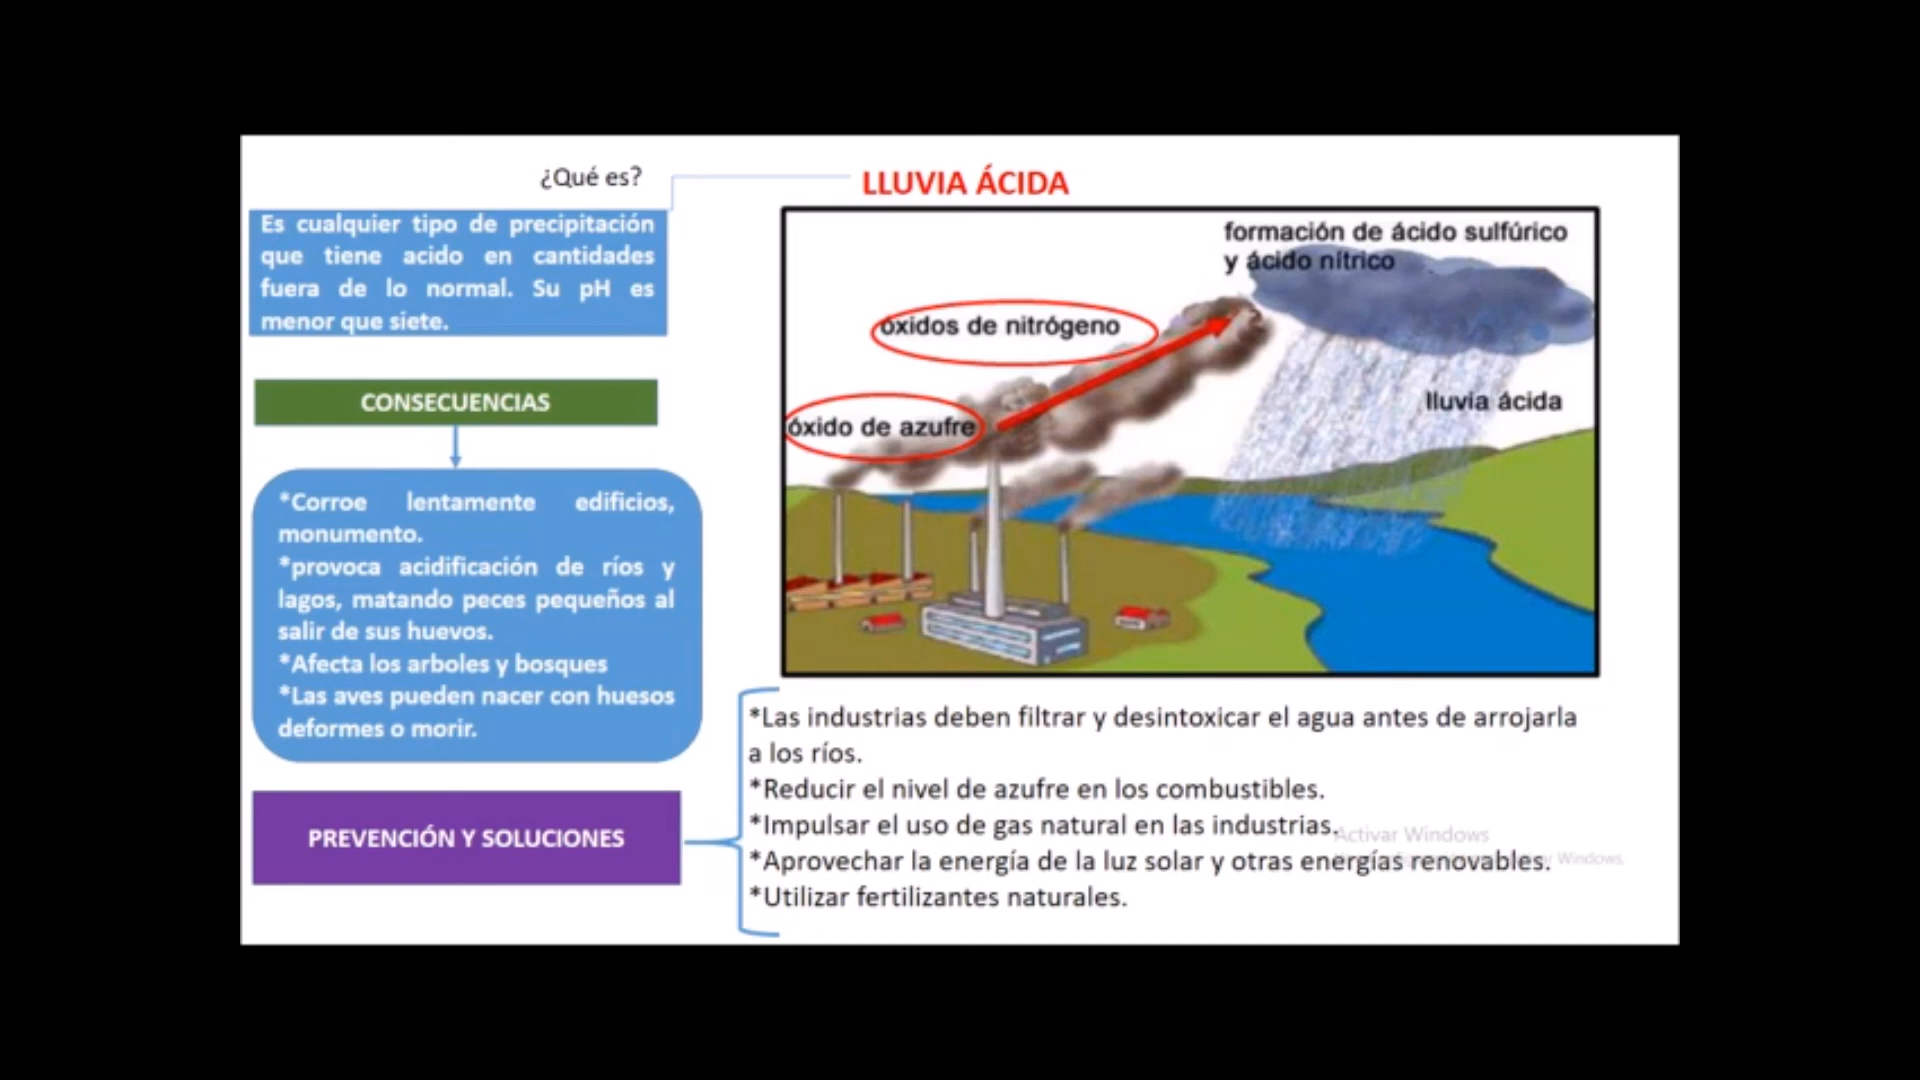 ¿Qué es?
LLUVIA ÁCIDA
Es cualquier tipo de precipitación
que tiene acido en cantidades
fuera de lo normal. Su pH es
menor que siete.
formación de ácido sulfúrico
y ácido nítrico
óxidos de nitrógeno
óxido de azufre
lluvia ácida
CONSECUENCIAS
*Corroe lentamente edificios,
monumento.
*provoca acidificación de ríos y
lagos, matando peces pequeños al
salir de sus huevos.
*Afecta los arboles y bosques
*Las aves pueden nacer con huesos
deformes o morir.
PREVENCIÓN Y SOLUCIONES
*Las industrias deben filtrar y desintoxicar el agua antes de arrojarla
a los ríos.
*Reducir el nivel de azufre en los combustibles.
*Impulsar el uso de gas natural en las industrias.
*Aprovechar la energía de la luz solar y otras energías renovables.
*Utilizar fertilizantes naturales.
Activar Windows
Windows.